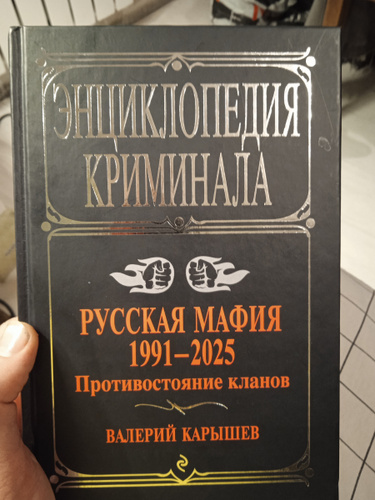 ЭНЦИКЛОПЕДИЯ
КРИМИНАЛА
РУССКАЯ МАФИЯ
1991–2025
Противостояние кланов
ВАЛЕРИЙ КАРЫШЕВ